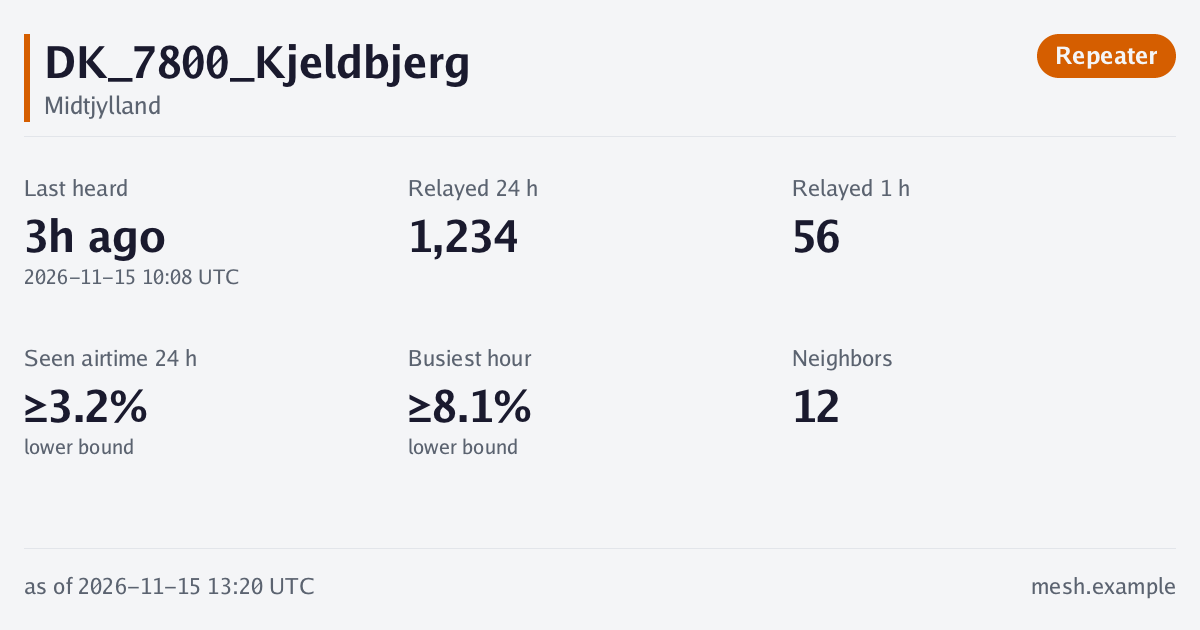 DK_7800_Kjeldbjerg
Repeater
Midtjylland
Last heard
Relayed 24 h
Relayed 1 h
3h ago
1,234
56
2026–11–15 10:08 UTC
Seen airtime 24 h
Busiest hour
Neighbors
≥3.2%
≥8.1%
12
lower bound
lower bound
as of 2026–11–15 13:20 UTC
mesh.example